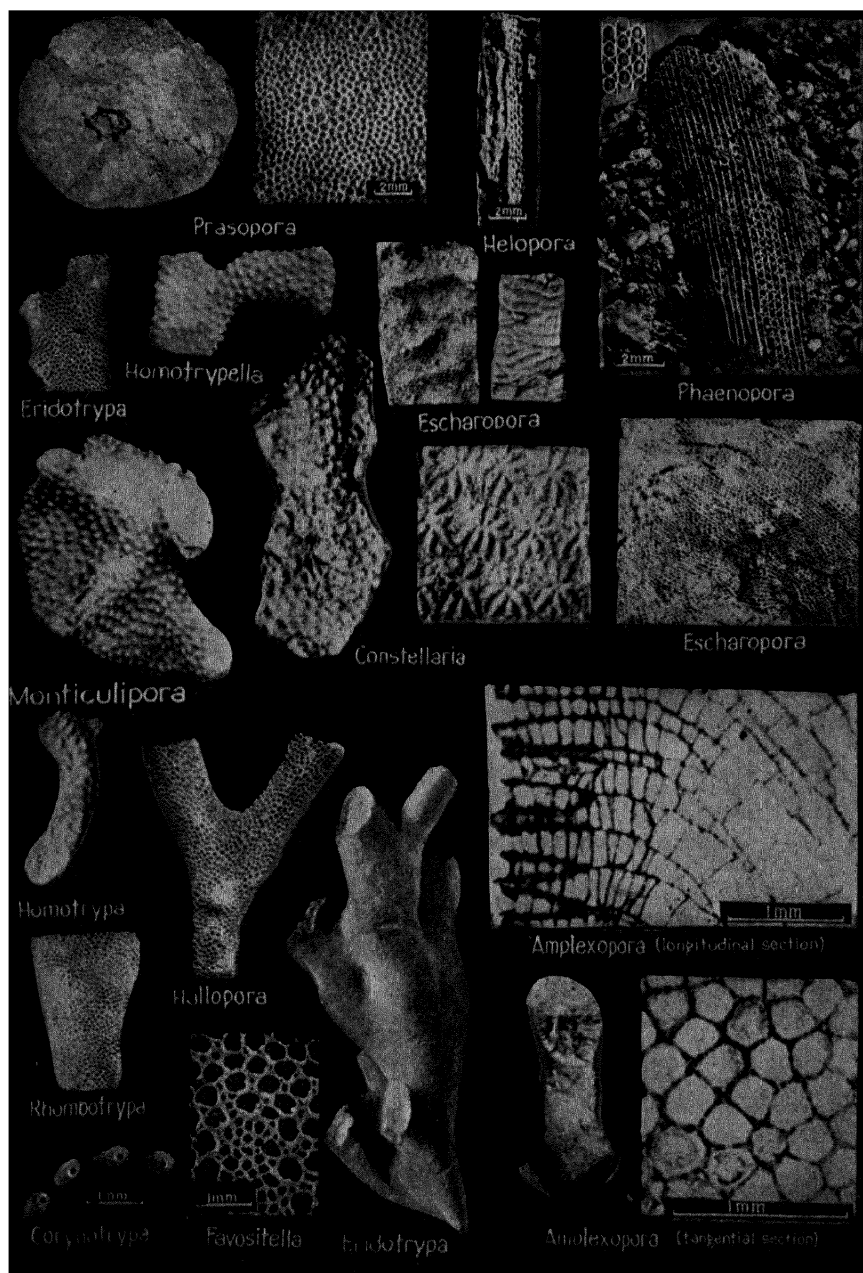 2mm
Prasopora
2mm
Helopora
2mm
Phaenopora
Eridotrypa
Homotrypella
Escharopora
Monticulipora
Constellaria
Escharopora
Homotrypa
Hallopora
1mm
Amplexopora (longitudinal section)
Rhombotrypa
1mm
Corynotrypa
1mm
Favositella
Eridotrypa
Amplexopora
1mm
(tangential section)